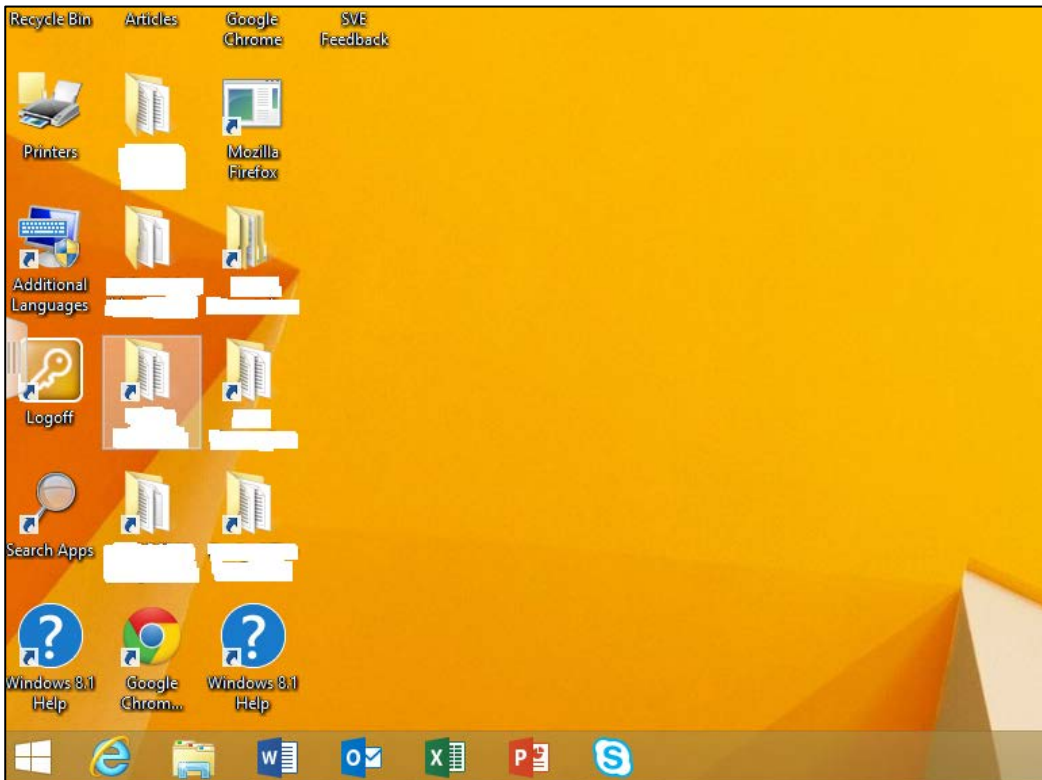 Recycle Bin
Articles
Google
Chrome
SVE
Feedback
Printers
Mozilla
Firefox
Additional
Languages
Logoff
Search Apps
Windows 8.1
Help
Google
Chrom...
Windows 8.1
Help